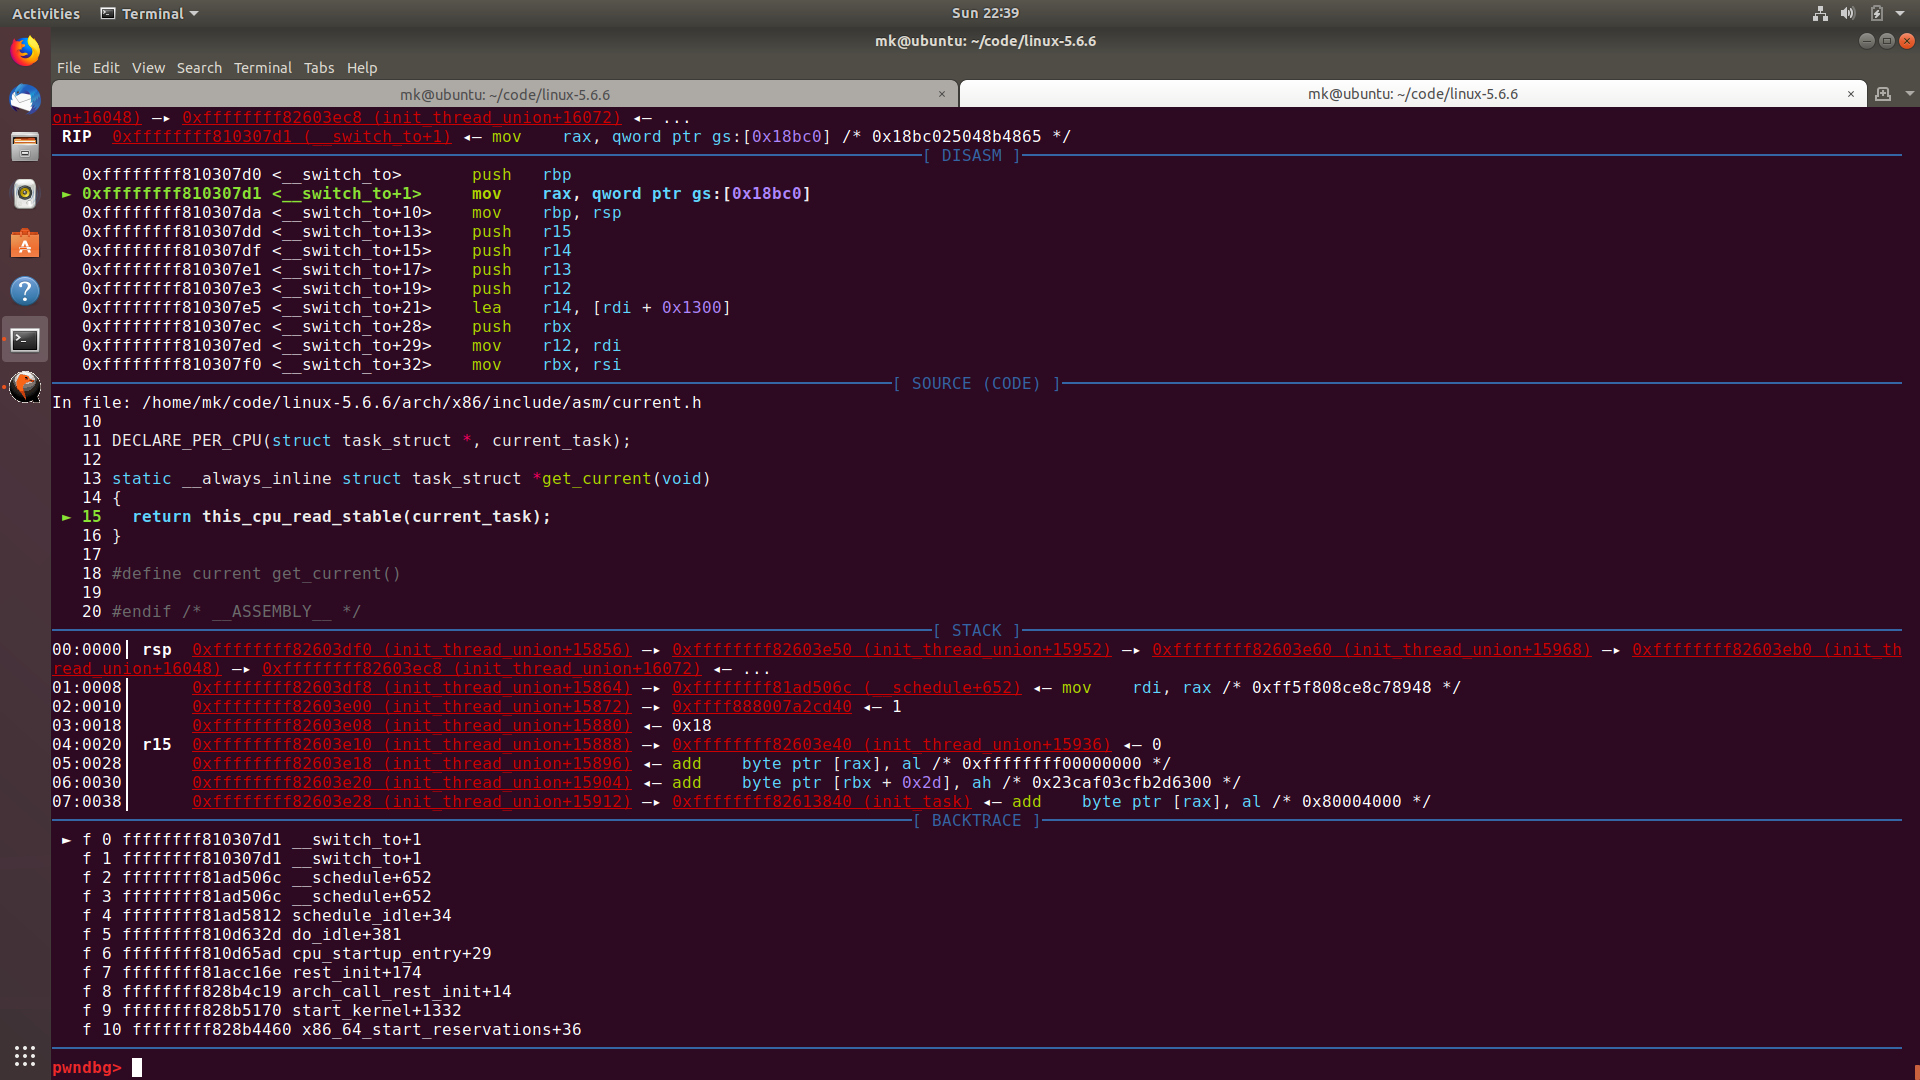 Activities Terminal Sun 22:39
mk@ubuntu: ~/code/linux-5.6.6
File Edit View Search Terminal Tabs Help
mk@ubuntu: ~/code/linux-5.6.6 × mk@ubuntu: ~/code/linux-5.6.6 ×
on+16048) —▸ 0xffffffff82603ec8 (init_thread_union+16072) ◂— ...
RIP 0xffffffff810307d1 (__switch_to+1) ◂— mov rax, qword ptr gs:[0x18bc0] /* 0x18bc025048b4865 */
[ DISASM ]
0xffffffff810307d0 <__switch_to> push rbp
► 0xffffffff810307d1 <__switch_to+1> mov rax, qword ptr gs:[0x18bc0]
0xffffffff810307da <__switch_to+10> mov rbp, rsp
0xffffffff810307dd <__switch_to+13> push r15
0xffffffff810307df <__switch_to+15> push r14
0xffffffff810307e1 <__switch_to+17> push r13
0xffffffff810307e3 <__switch_to+19> push r12
0xffffffff810307e5 <__switch_to+21> lea r14, [rdi + 0x1300]
0xffffffff810307ec <__switch_to+28> push rbx
0xffffffff810307ed <__switch_to+29> mov r12, rdi
0xffffffff810307f0 <__switch_to+32> mov rbx, rsi
[ SOURCE (CODE) ]
In file: /home/mk/code/linux-5.6.6/arch/x86/include/asm/current.h
10
11 DECLARE_PER_CPU(struct task_struct *, current_task);
12
13 static __always_inline struct task_struct *get_current(void)
14 {
► 15 return this_cpu_read_stable(current_task);
16 }
17
18 #define current get_current()
19
20 #endif /* __ASSEMBLY__ */
[ STACK ]
00:0000│ rsp 0xffffffff82603df0 (init_thread_union+15856) —▸ 0xffffffff82603e50 (init_thread_union+15952) —▸ 0xffffffff82603e60 (init_thread_union+15968) —▸ 0xffffffff82603eb0 (init_th
read_union+16048) —▸ 0xffffffff82603ec8 (init_thread_union+16072) ◂— ...
01:0008│ 0xffffffff82603df8 (init_thread_union+15864) —▸ 0xffffffff81ad506c (__schedule+652) ◂— mov rdi, rax /* 0xff5f808ce8c78948 */
02:0010│ 0xffffffff82603e00 (init_thread_union+15872) —▸ 0xffff888007a2cd40 ◂— 1
03:0018│ 0xffffffff82603e08 (init_thread_union+15880) ◂— 0x18
04:0020│ r15 0xffffffff82603e10 (init_thread_union+15888) —▸ 0xffffffff82603e40 (init_thread_union+15936) ◂— 0
05:0028│ 0xffffffff82603e18 (init_thread_union+15896) ◂— add byte ptr [rax], al /* 0xffffffff00000000 */
06:0030│ 0xffffffff82603e20 (init_thread_union+15904) ◂— add byte ptr [rbx + 0x2d], ah /* 0x23caf03cfb2d6300 */
07:0038│ 0xffffffff82603e28 (init_thread_union+15912) —▸ 0xffffffff82613840 (init_task) ◂— add byte ptr [rax], al /* 0x80004000 */
[ BACKTRACE ]
► f 0 ffffffff810307d1 __switch_to+1
f 1 ffffffff810307d1 __switch_to+1
f 2 ffffffff81ad506c __schedule+652
f 3 ffffffff81ad506c __schedule+652
f 4 ffffffff81ad5812 schedule_idle+34
f 5 ffffffff810d632d do_idle+381
f 6 ffffffff810d65ad cpu_startup_entry+29
f 7 ffffffff81acc16e rest_init+174
f 8 ffffffff828b4c19 arch_call_rest_init+14
f 9 ffffffff828b5170 start_kernel+1332
f 10 ffffffff828b4460 x86_64_start_reservations+36
pwndbg>